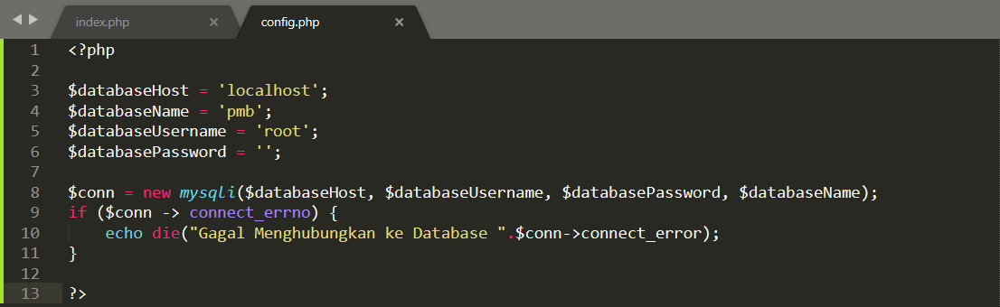 index.php × config.php ×
1 <?php
2
3 $databaseHost = 'localhost';
4 $databaseName = 'pmb';
5 $databaseUsername = 'root';
6 $databasePassword = '';
7
8 $conn = new mysqli($databaseHost, $databaseUsername, $databasePassword, $databaseName);
9 if ($conn -> connect_errno) {
10     echo die("Gagal Menghubungkan ke Database ".$conn->connect_error);
11 }
12
13 ?>